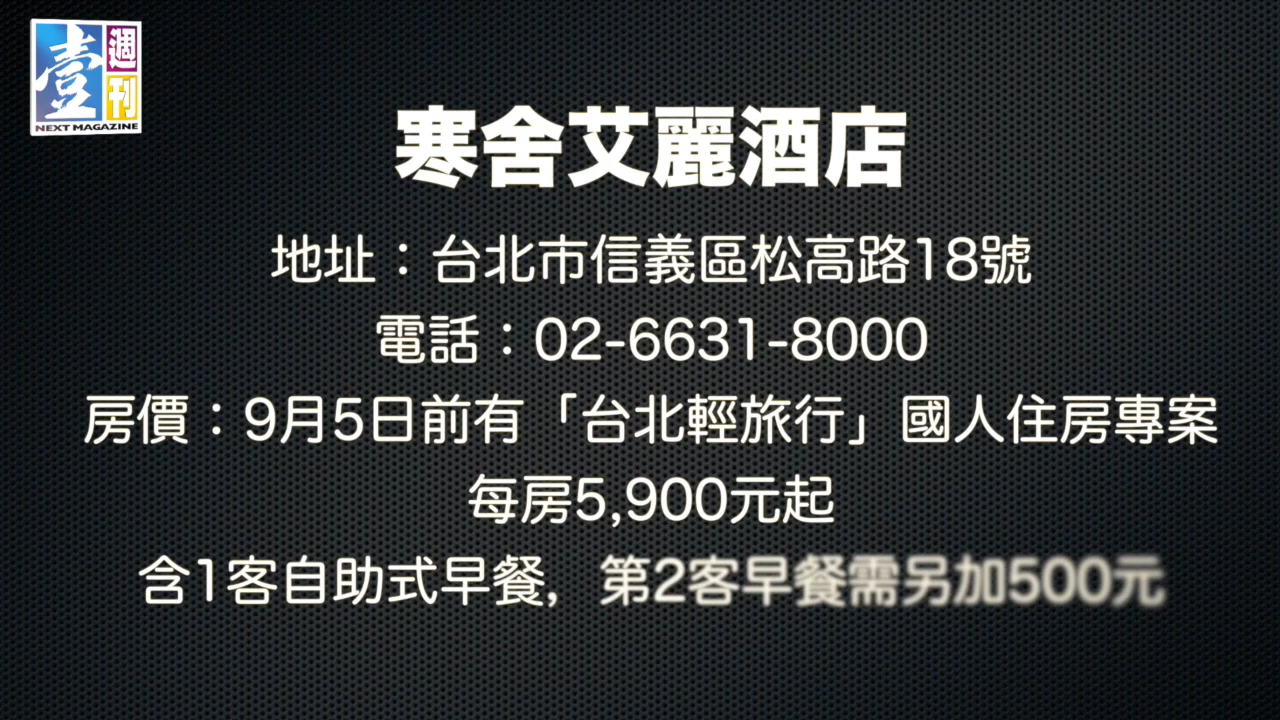 壹週刊
NEXT MAGAZINE
寒舍艾麗酒店
地址：台北市信義區松高路18號
電話：02-6631-8000
房價：9月5日前有「台北輕旅行」國人住房專案
每房5,900元起
含1客自助式早餐，第2客早餐需另加500元